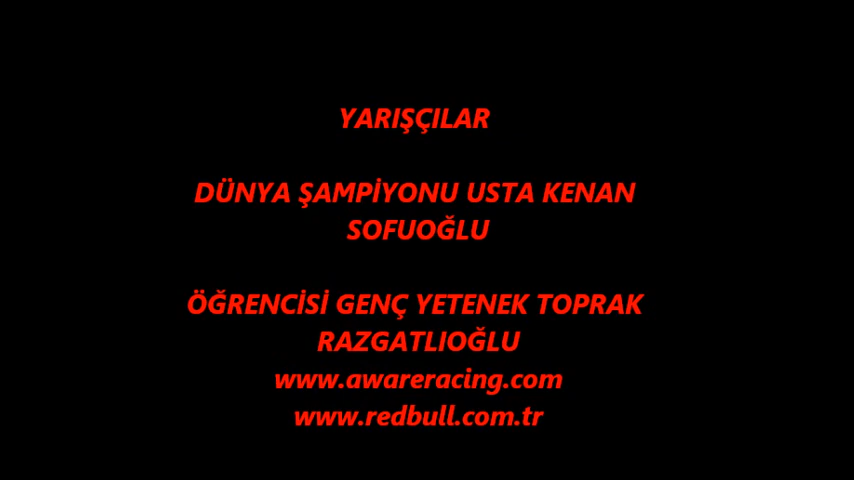 YARIŞÇILAR
DÜNYA ŞAMPİYONU USTA KENAN
SOFUOĞLU
ÖĞRENCİSİ GENÇ YETENEK TOPRAK
RAZGATLIOĞLU
www.awareracing.com
www.redbull.com.tr